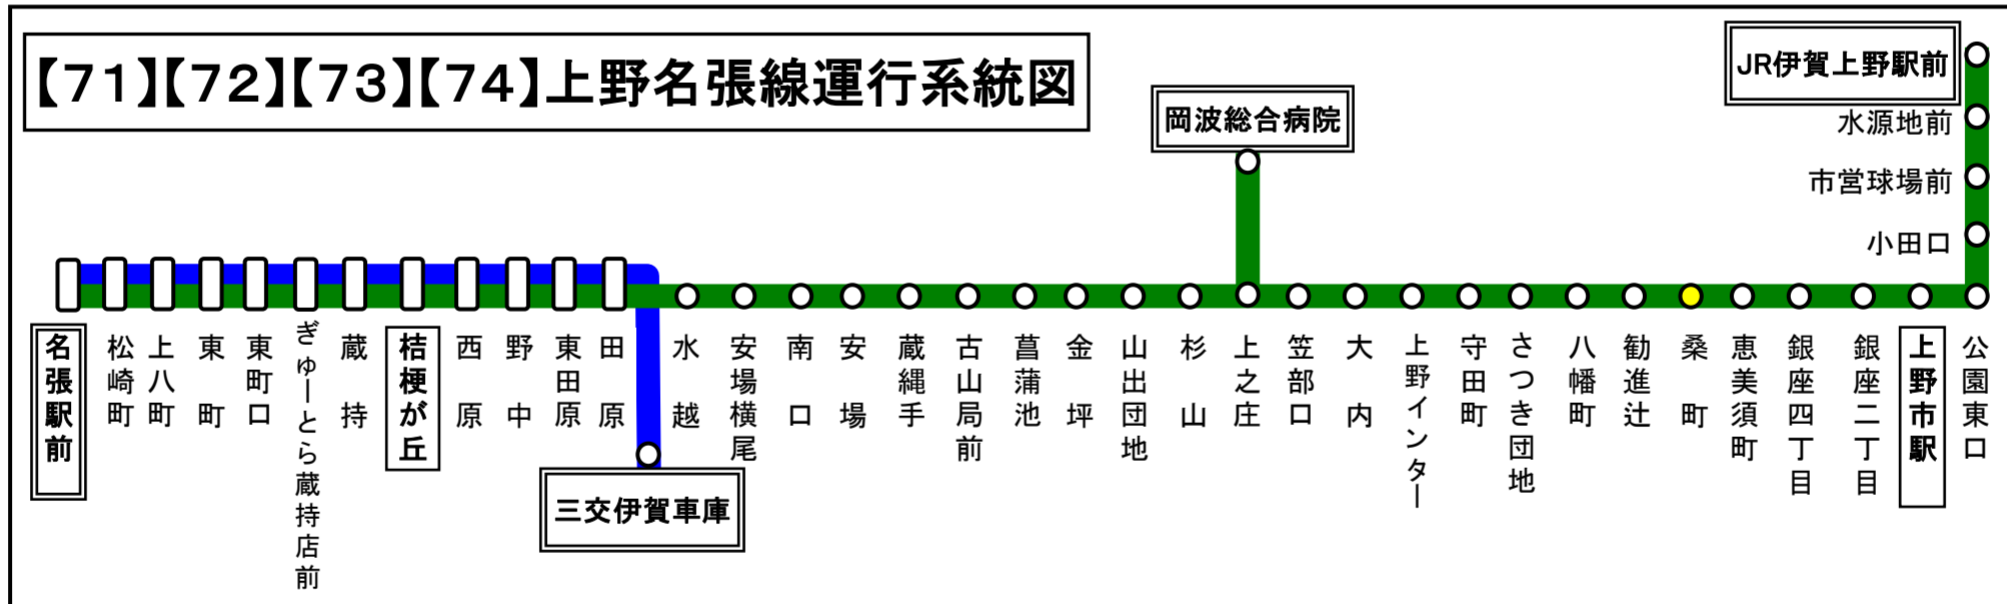 【71】【72】【73】【74】上野名張線運行系統図
JR伊賀上野駅前
水源地前
市営球場前
小田口
岡波総合病院
名張駅前
松崎町
上八町
東町
東町口
ぎゅーとら蔵持店前
蔵持
桔梗が丘
西原
野中
東田原
田原
水越
安場横尾
南口
安場
蔵縄手
古山局前
菖蒲池
金坪
山出団地
杉山
上之庄
笠部口
大内
上野インター
守田町
さつき団地
八幡町
勧進辻
桑町
恵美須町
銀座四丁目
銀座二丁目
上野市駅
公園東口
三交伊賀車庫